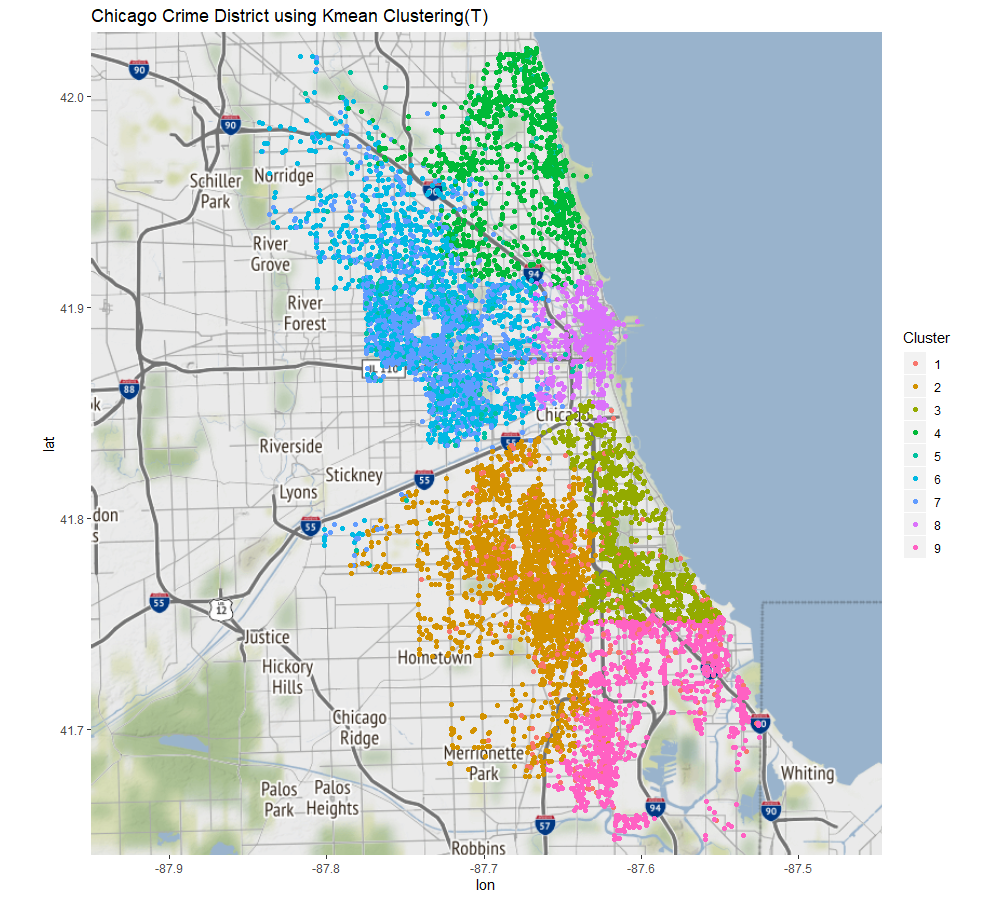 Chicago Crime District using Kmean Clustering(T)
42.0
41.9
41.8
41.7
lat
-87.9
-87.8
-87.7
-87.6
-87.5
lon
90
90
Schiller
Park
Norridge
River
Grove
94
River
Forest
IL 110
88
Chicago
55
Riverside
Stickney
55
Lyons
55
don
s
55
US
12
Justice
Hometown
Hickory
Hills
Chicago
Ridge
90
Merrionette
Park
Whiting
Palos
Park
Palos
Heights
94
90
57
Robbins
Cluster
1
2
3
4
5
6
7
8
9